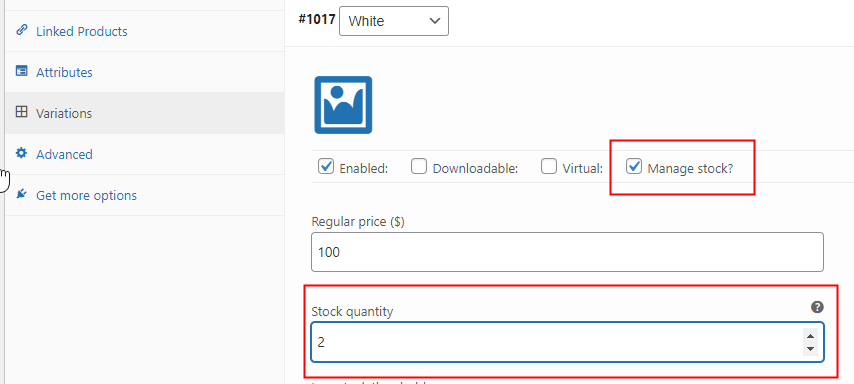 Linked Products
Attributes
Variations
Advanced
Get more options
#1017 White
Enabled: Downloadable: Virtual: Manage stock?
Regular price ($)
100
Stock quantity
2